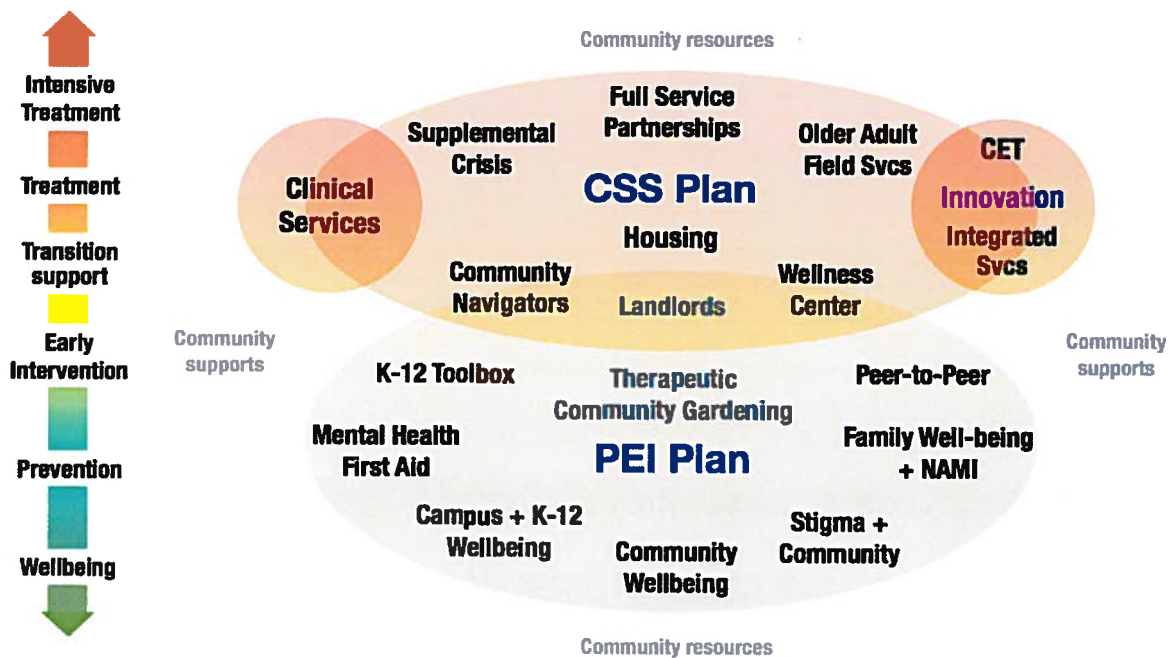 Community resources
Intensive
Treatment
Treatment
Transition
support
Early
Intervention
Prevention
Wellbeing
Full Service
Partnerships
Supplemental
Crisis
Older Adult
Field Svcs
CET
Clinical
Services
CSS Plan
Innovation
Housing
Integrated
Svcs
Community
Navigators
Landlords
Wellness
Center
Community
supports
Community
supports
K-12 Toolbox
Therapeutic
Community Gardening
Peer-to-Peer
Mental Health
First Aid
PEI Plan
Family Well-being
+ NAMI
Campus + K-12
Wellbeing
Community
Wellbeing
Stigma +
Community
Community resources